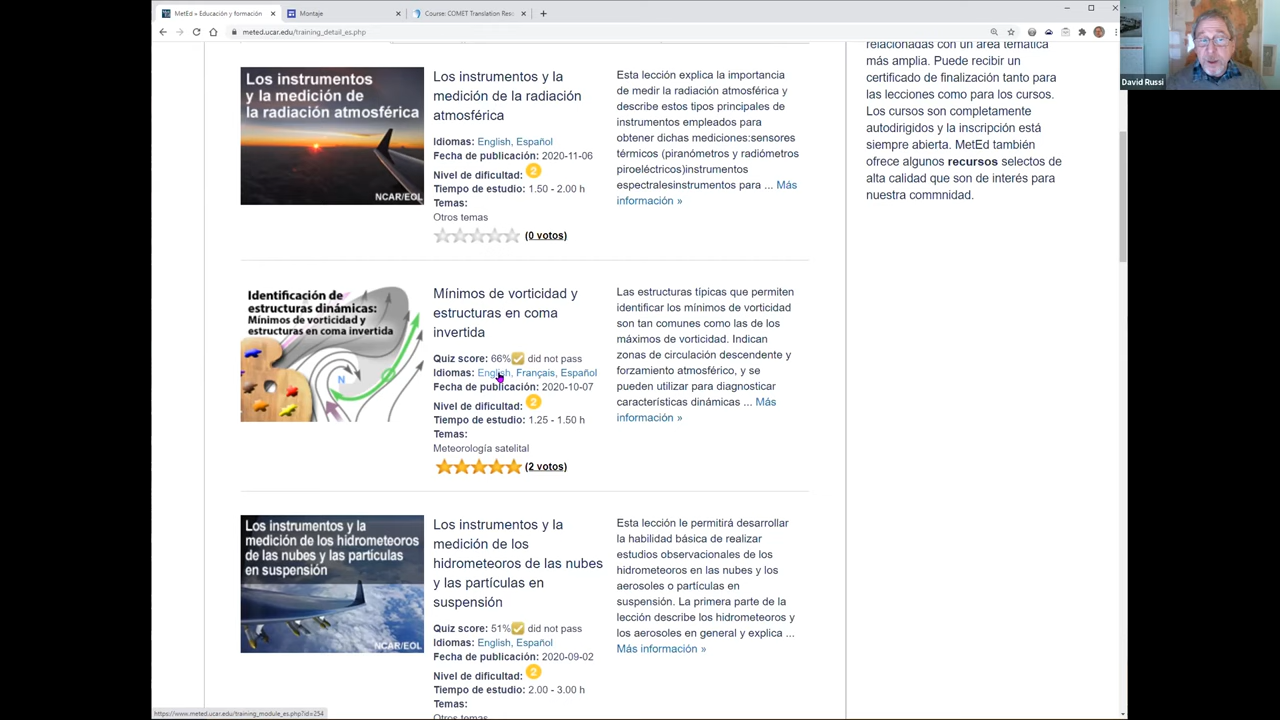 MetEd » Educación y formación
Montaje
Course: COMET Translation Res
meted.ucar.edu/training_detail_es.php
David Russi
Los instrumentos
y la medición de
la radiación atmosférica
NCAR/EOL
Los instrumentos y la
medición de la radiación
atmosférica
Idiomas: English, Español
Fecha de publicación: 2020-11-06
Nivel de dificultad: 2
Tiempo de estudio: 1.50 - 2.00 h
Temas:
Otros temas
(0 votos)
Esta lección explica la importancia
de medir la radiación atmosférica y
describe estos tipos principales de
instrumentos empleados para
obtener dichas mediciones:sensores
térmicos (piranómetros y radiómetros
piroeléctricos)instrumentos
espectralesinstrumentos para ... Más
información »
relacionadas con un área temática
más amplia. Puede recibir un
certificado de finalización tanto para
las lecciones como para los cursos.
Los cursos son completamente
autodirigidos y la inscripción está
siempre abierta. MetEd también
ofrece algunos recursos selectos de
alta calidad que son de interés para
nuestra commnidad.
Identificación de
estructuras dinámicas:
Mínimos de vorticidad y
estructuras en coma
invertida
N
Mínimos de vorticidad y
estructuras en coma
invertida
Quiz score: 66% did not pass
Idiomas: English, Français, Español
Fecha de publicación: 2020-10-07
Nivel de dificultad: 2
Tiempo de estudio: 1.25 - 1.50 h
Temas:
Meteorología satelital
(2 votos)
Las estructuras típicas que permiten
identificar los mínimos de vorticidad
son tan comunes como las de los
máximos de vorticidad. Indican
zonas de circulación descendente y
forzamiento atmosférico, y se
pueden utilizar para diagnosticar
características dinámicas ... Más
información »
Los instrumentos y la
medición de los hidrometeoros
de las nubes y las partículas
en suspensión
NCAR/EOL
Los instrumentos y la
medición de los
hidrometeoros de las nubes
y las partículas en
suspensión
Quiz score: 51% did not pass
Idiomas: English, Español
Fecha de publicación: 2020-09-02
Nivel de dificultad: 2
Tiempo de estudio: 2.00 - 3.00 h
Temas:
Otros temas
Esta lección le permitirá desarrollar
la habilidad básica de realizar
estudios observacionales de los
hidrometeoros en las nubes y los
aerosoles o partículas en
suspensión. La primera parte de la
lección describe los hidrometeoros y
los aerosoles en general y explica ...
Más información »
https://www.meted.ucar.edu/training_module_es.php?id=254